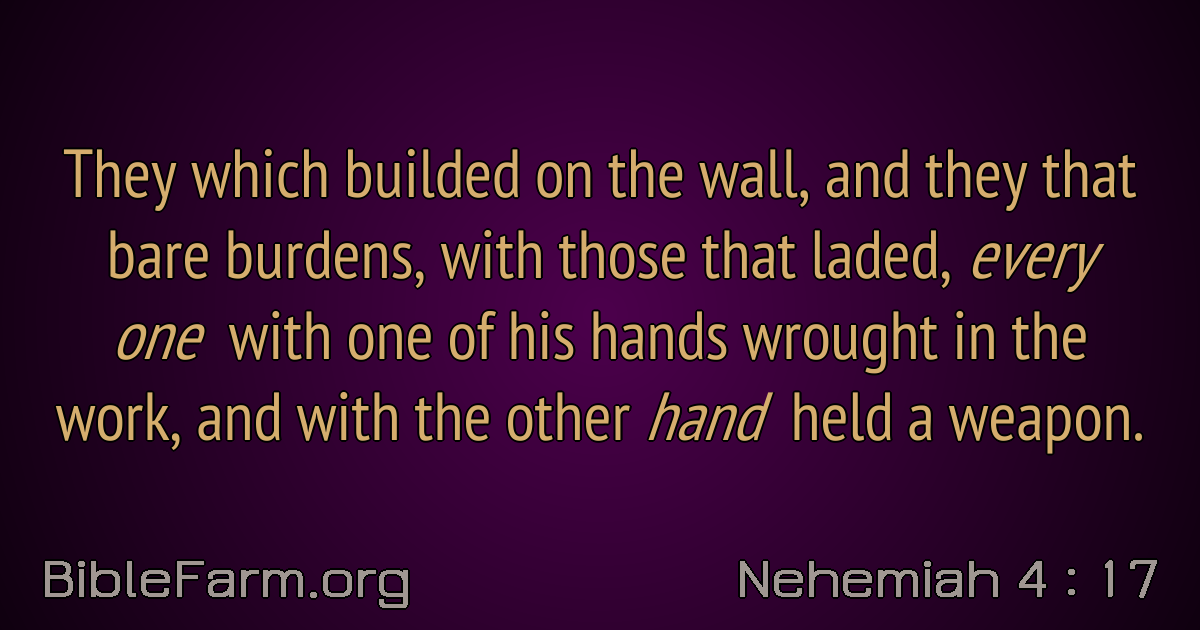 They which builded on the wall, and they that
bare burdens, with those that laded, every
one with one of his hands wrought in the
work, and with the other hand held a weapon.
BibleFarm.org
Nehemiah 4 : 17